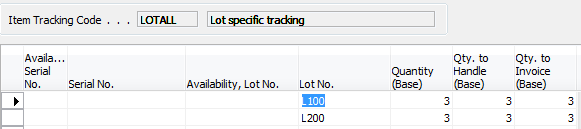 Item Tracking Code . . . LOTALL Lot specific tracking
Availa... Serial No. Serial No. Availability, Lot No. Lot No. Quantity (Base) Qty. to Handle (Base) Qty. to Invoice (Base)
L100 3 3 3
L200 3 3 3